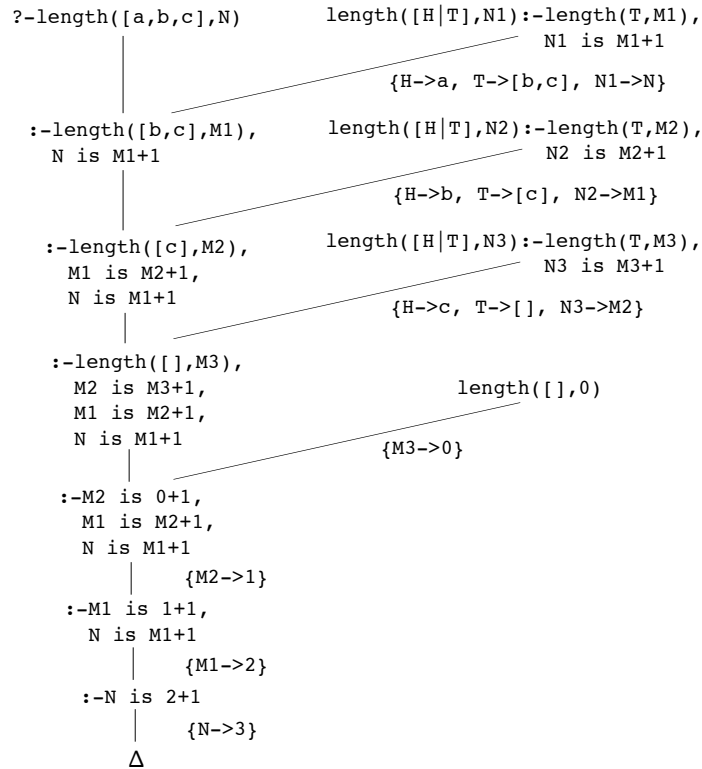 ?-length([a,b,c],N)
length([H|T],N1):-length(T,M1),
N1 is M1+1
{H->a, T->[b,c], N1->N}
:-length([b,c],M1),
N is M1+1
length([H|T],N2):-length(T,M2),
N2 is M2+1
{H->b, T->[c], N2->M1}
:-length([c],M2),
M1 is M2+1,
N is M1+1
length([H|T],N3):-length(T,M3),
N3 is M3+1
{H->c, T->[], N3->M2}
:-length([],M3),
M2 is M3+1,
M1 is M2+1,
N is M1+1
length([],0)
{M3->0}
:-M2 is 0+1,
M1 is M2+1,
N is M1+1
{M2->1}
:-M1 is 1+1,
N is M1+1
{M1->2}
:-N is 2+1
{N->3}
Δ